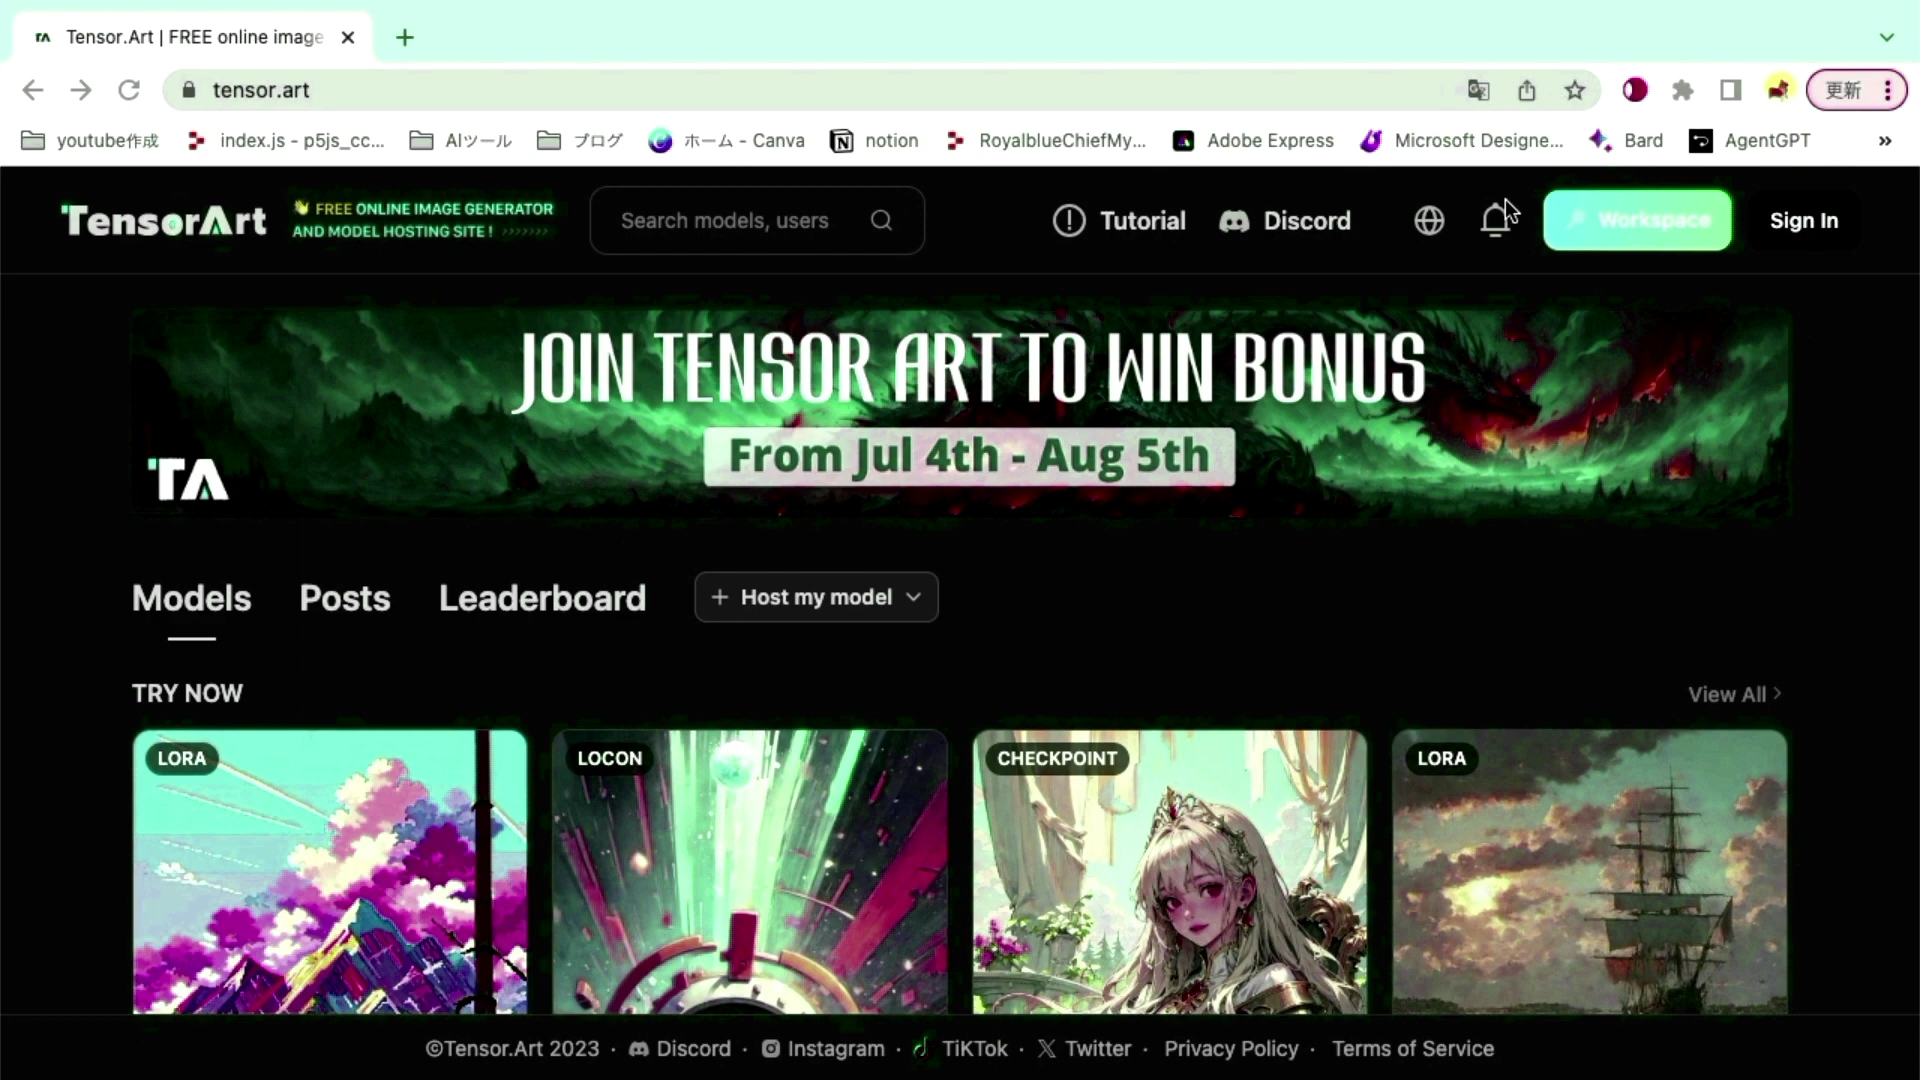 Tensor.Art | FREE online image
tensor.art
更新
youtube作成
index.js - p5js_cc...
AIツール
ブログ
ホーム - Canva
notion
RoyalblueChiefMy...
Adobe Express
Microsoft Designe...
Bard
AgentGPT
TensorArt
FREE ONLINE IMAGE GENERATOR
AND MODEL HOSTING SITE !
Search models, users
Tutorial
Discord
Workspace
Sign In
JOIN TENSOR ART TO WIN BONUS
From Jul 4th - Aug 5th
TA
Models
Posts
Leaderboard
+ Host my model
TRY NOW
View All >
LORA
LOCON
CHECKPOINT
LORA
©Tensor.Art 2023 · Discord · Instagram · TiKTok · Twitter · Privacy Policy · Terms of Service